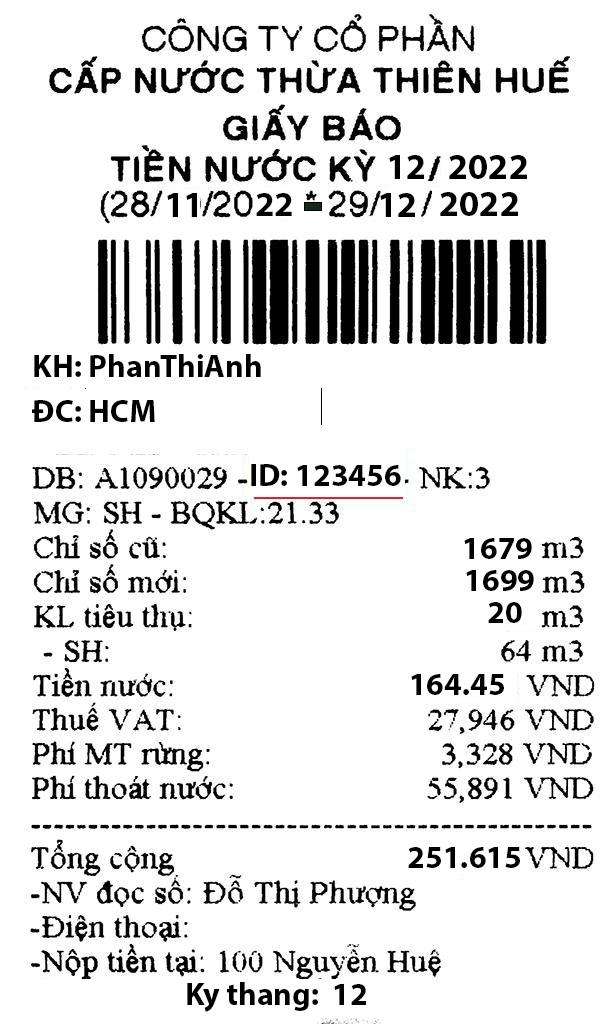 CÔNG TY CỔ PHẦN
CẤP NƯỚC THỪA THIÊN HUẾ
GIẤY BÁO
TIỀN NƯỚC KỲ 12/ 2022
(28/11/2022 * 29/12/ 2022
KH: PhanThiAnh
ĐC: HCM
DB: A1090029 -ID: 123456. NK:3
MG: SH - BQKL:21.33
Chỉ số cũ: 1679 m3
Chỉ số mới: 1699 m3
KL tiêu thụ: 20 m3
- SH: 64 m3
Tiền nước: 164.45 VND
Thuế VAT: 27,946 VND
Phí MT rừng: 3,328 VND
Phí thoát nước: 55,891 VND
Tổng cộng 251.615 VND
-NV đọc số: Đỗ Thị Phượng
-Điện thoại:
-Nộp tiền tại: 100 Nguyễn Huệ
Ky thang: 12